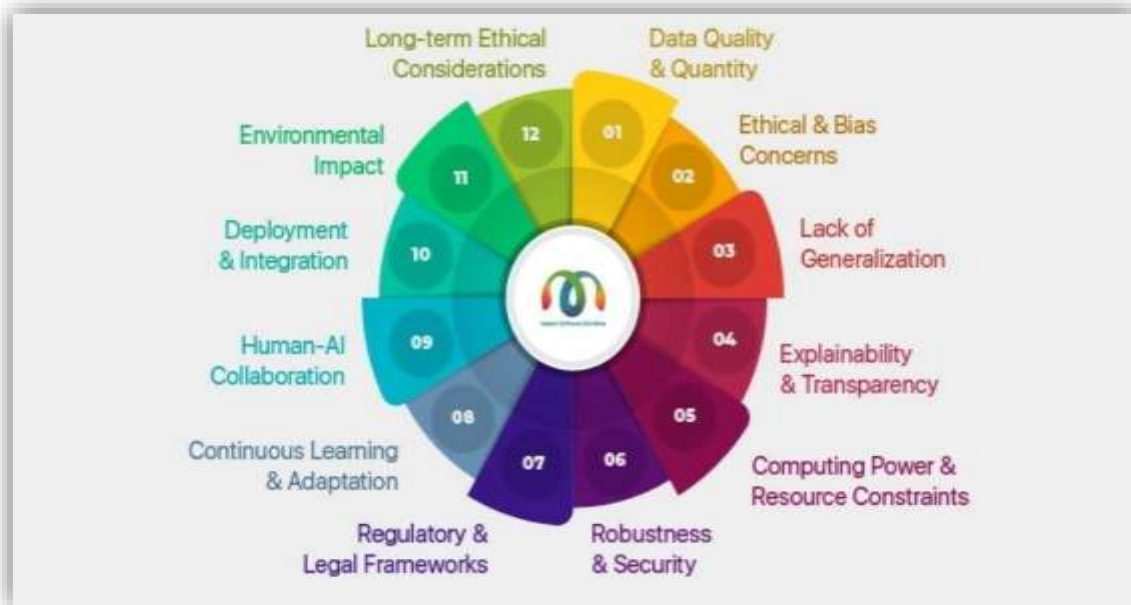 Data Quality
& Quantity
01
Ethical & Bias
Concerns
02
Lack of
Generalization
03
Explainability
& Transparency
04
Computing Power &
Resource Constraints
05
Robustness
& Security
06
Regulatory &
Legal Frameworks
07
Continuous Learning
& Adaptation
08
Human-AI
Collaboration
09
Deployment
& Integration
10
Environmental
Impact
11
Long-term Ethical
Considerations
12